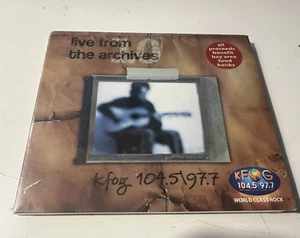 live from
the archives
10
all
proceeds
benefit
bay area
food
banks
kfog 104.5\97.7
KFOG
104.5 97.7
WORLD CLASS ROCK